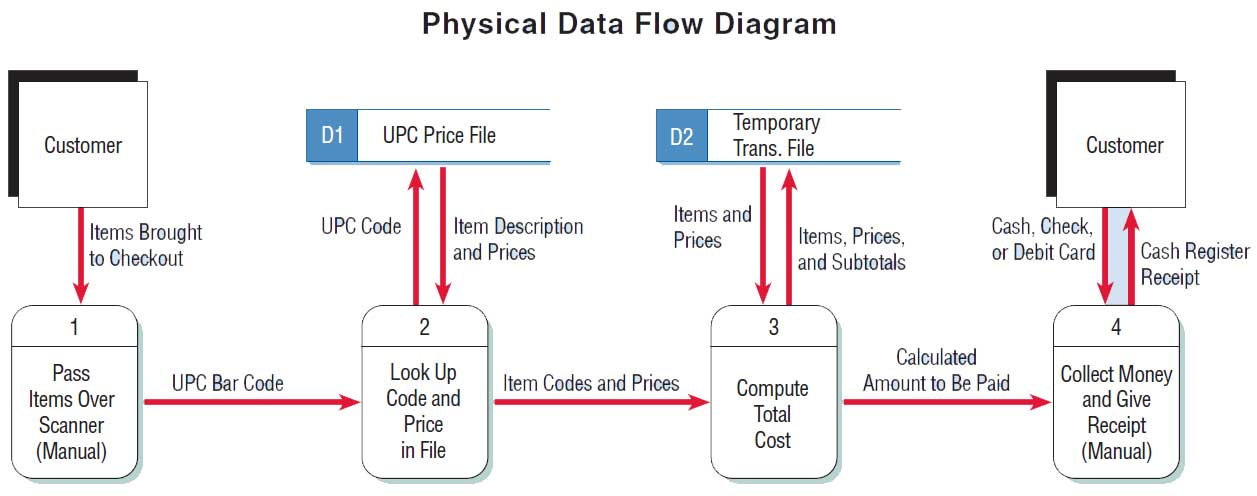 Physical Data Flow Diagram
Customer
D1
UPC Price File
D2
Temporary
Trans. File
Customer
Items Brought
to Checkout
UPC Code
Item Description
and Prices
Items and
Prices
Items, Prices,
and Subtotals
Cash, Check,
or Debit Card
Cash Register
Receipt
1
Pass
Items Over
Scanner
(Manual)
UPC Bar Code
2
Look Up
Code and
Price
in File
Item Codes and Prices
3
Compute
Total
Cost
Calculated
Amount to Be Paid
4
Collect Money
and Give
Receipt
(Manual)